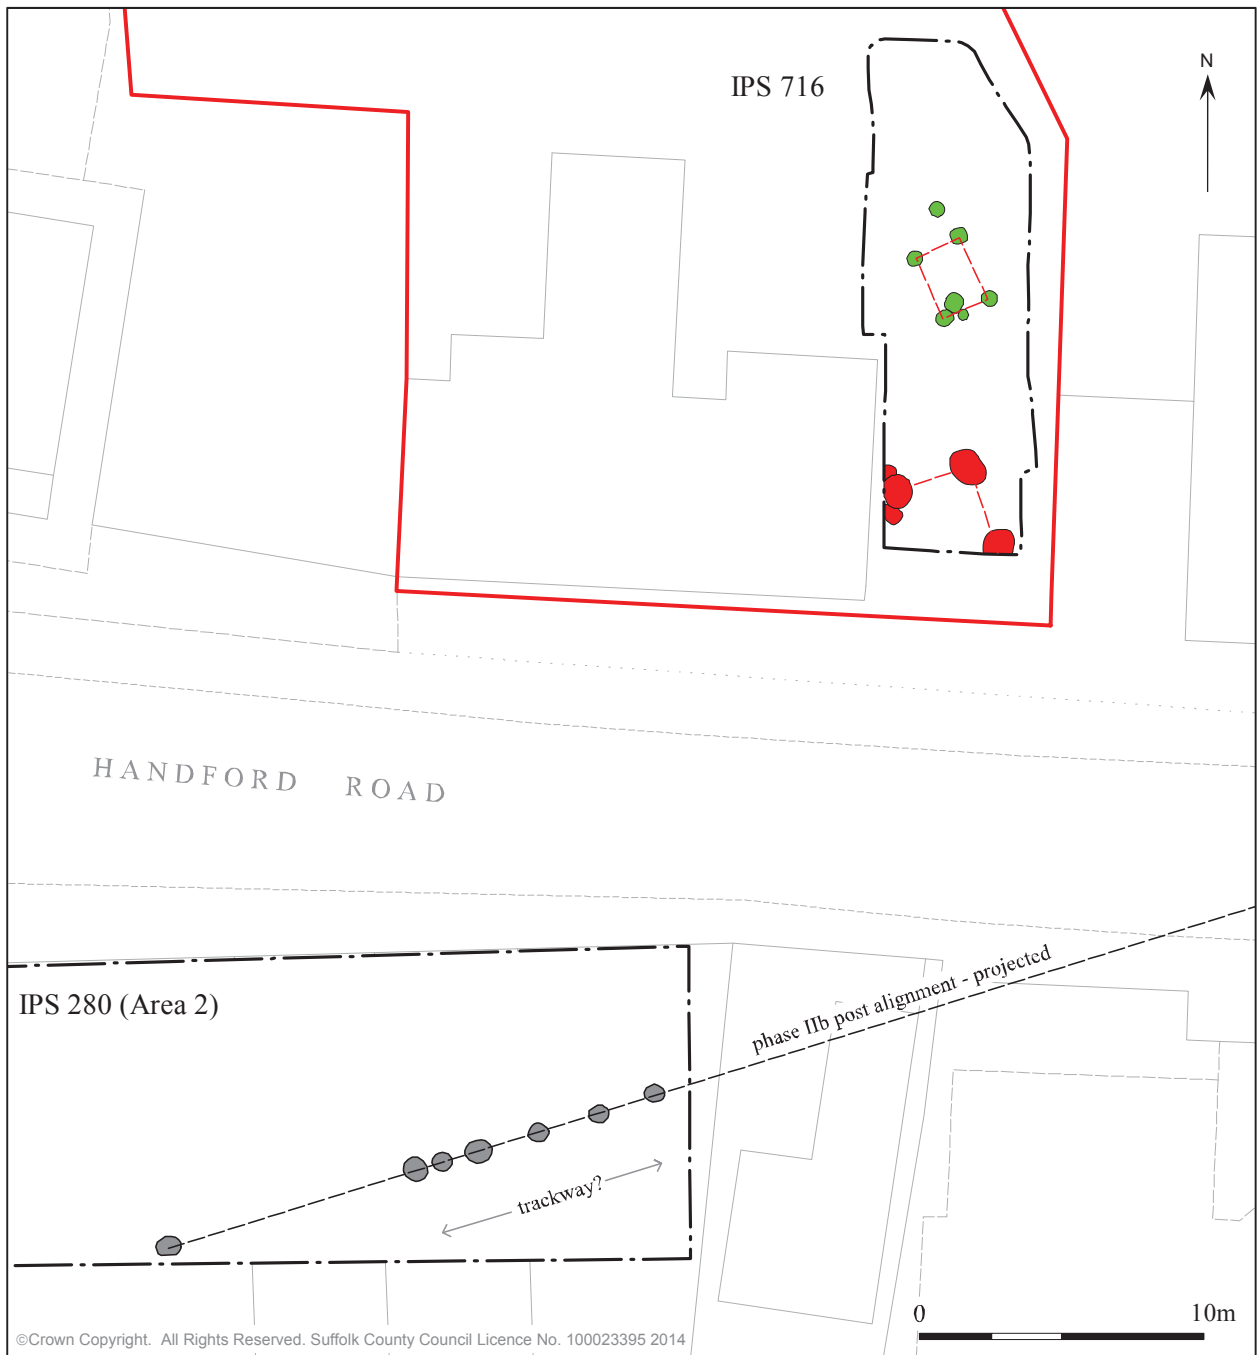 N
IPS 716
HANDFORD ROAD
phase IIb post alignment - projected
IPS 280 (Area 2)
trackway?
0 10m
©Crown Copyright. All Rights Reserved. Suffolk County Council Licence No. 100023395 2014